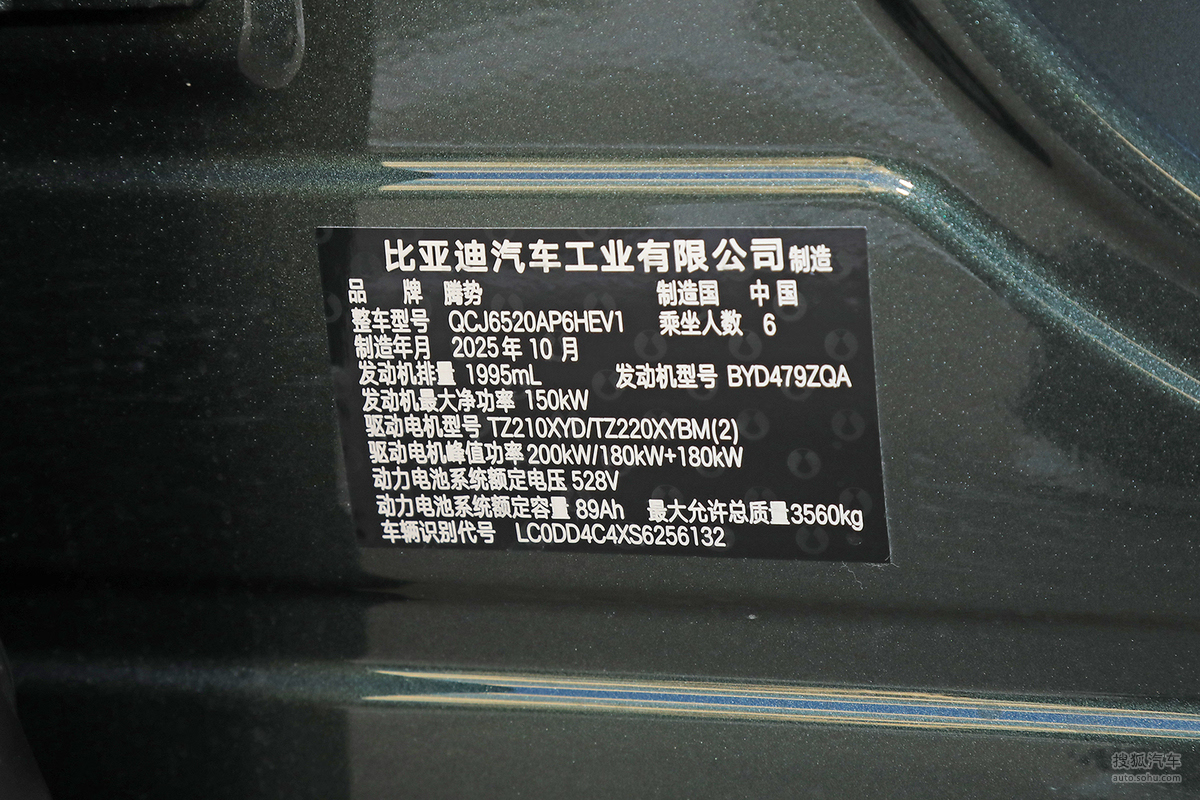 比亚迪汽车工业有限公司制造
品 牌 腾势 制造国 中国
整车型号 QCJ6520AP6HEV1 乘坐人数 6
制造年月 2025年10月
发动机排量 1995mL 发动机型号 BYD479ZQA
发动机最大净功率 150kW
驱动电机型号 TZ210XYD/TZ220XYBM(2)
驱动电机峰值功率 200kW/180kW+180kW
动力电池系统额定电压 528V
动力电池系统额定容量 89Ah 最大允许总质量3560kg
车辆识别代号 LC0DD4C4XS6256132
搜狐汽车
auto.sohu.com